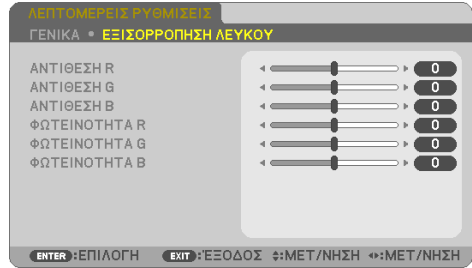 ΛΕΠΤΟΜΕΡΕΙΣ ΡΥΘΜΙΣΕΙΣ
ΓΕΝΙΚΑ • ΕΞΙΣΟΡΡΟΠΗΣΗ ΛΕΥΚΟΥ
ΑΝΤΙΘΕΣΗ R 0
ΑΝΤΙΘΕΣΗ G 0
ΑΝΤΙΘΕΣΗ B 0
ΦΩΤΕΙΝΟΤΗΤΑ R 0
ΦΩΤΕΙΝΟΤΗΤΑ G 0
ΦΩΤΕΙΝΟΤΗΤΑ B 0
ENTER :ΕΠΙΛΟΓΗ EXIT :ΈΞΟΔΟΣ :ΜΕΤ/ΝΗΣΗ :ΜΕΤ/ΝΗΣΗ